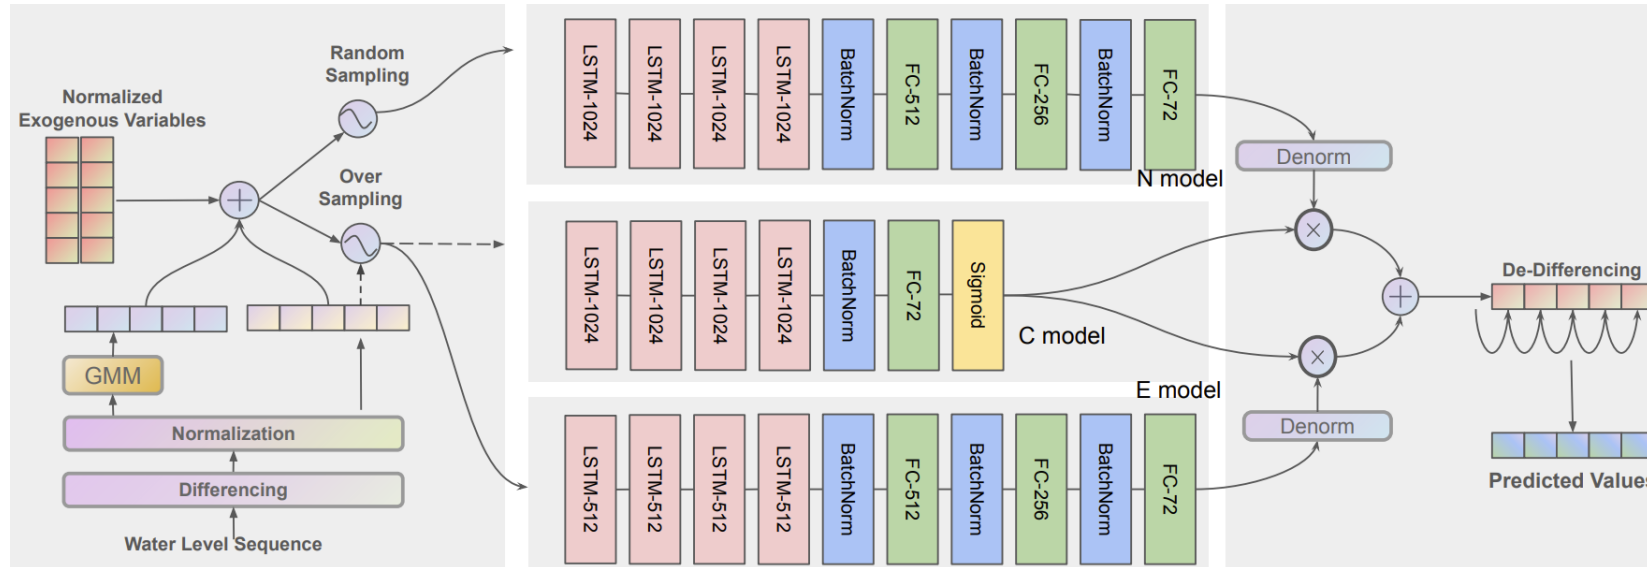 Random
Sampling
Normalized
Exogenous Variables
Over
Sampling
GMM
Normalization
Differencing
Water Level Sequence
LSTM-1024
LSTM-1024
LSTM-1024
LSTM-1024
BatchNorm
FC-512
BatchNorm
FC-256
BatchNorm
FC-72
N model
LSTM-1024
LSTM-1024
LSTM-1024
LSTM-1024
BatchNorm
FC-72
Sigmoid
C model
E model
LSTM-512
LSTM-512
LSTM-512
LSTM-512
BatchNorm
FC-512
BatchNorm
FC-256
BatchNorm
FC-72
Denorm
Denorm
De-Differencing
Predicted Values